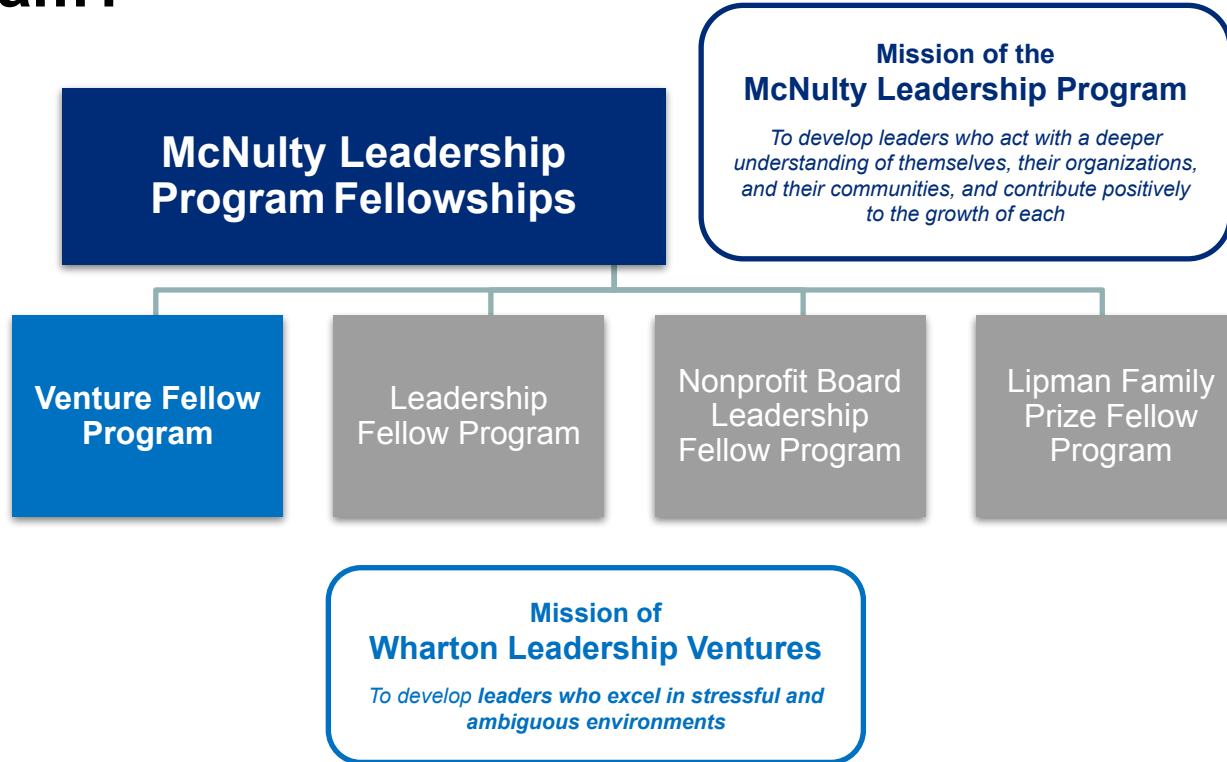 Mission of the
McNulty Leadership Program
To develop leaders who act with a deeper
understanding of themselves, their organizations,
and their communities, and contribute positively
to the growth of each
McNulty Leadership
Program Fellowships
Venture Fellow
Program
Leadership
Fellow Program
Nonprofit Board
Leadership
Fellow Program
Lipman Family
Prize Fellow
Program
Mission of
Wharton Leadership Ventures
To develop leaders who excel in stressful and
ambiguous environments